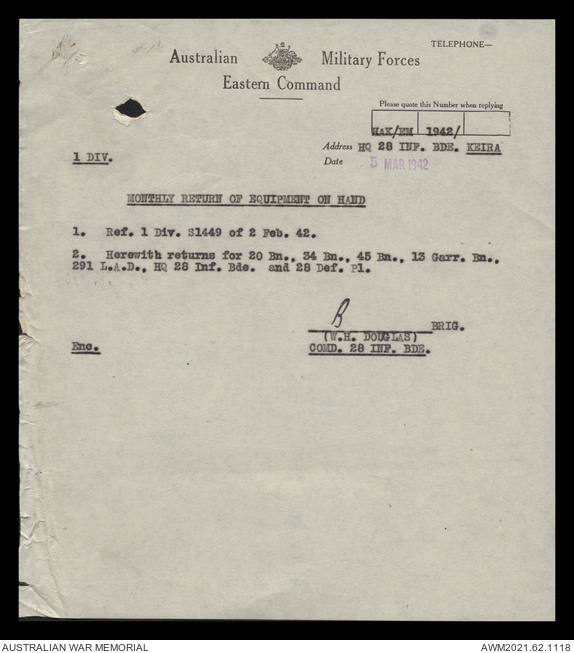 TELEPHONE—
Australian Military Forces
Eastern Command
Please quote this Number when replying
HAK/EM 1942/
Address HQ 28 INF. BDE. KEIRA
1 DIV.
Date 5 MAR 1942
MONTHLY RETURN OF EQUIPMENT ON HAND
1. Ref. 1 Div. S1449 of 2 Feb. 42.
2. Herewith returns for 20 Bn., 34 Bn., 45 Bn., 13 Garr. Bn.,
291 L.A.D., HQ 28 Inf. Bde. and 28 Def. Pl.
BRIG.
(W.H. DOUGLAS)
Enc. COMD. 28 INF. BDE.
AUSTRALIAN WAR MEMORIAL AWM2021.62.1118